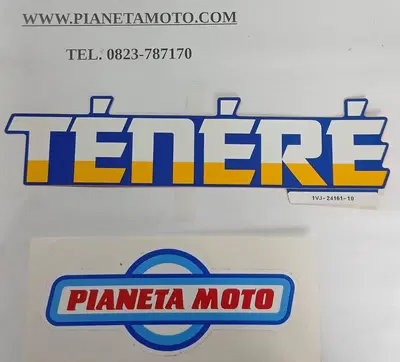 WWW.PIANETAMOTO.COM
TEL. 0823-787170
TÉNÉRÉ
1VJ-24161-10
PIANETA MOTO